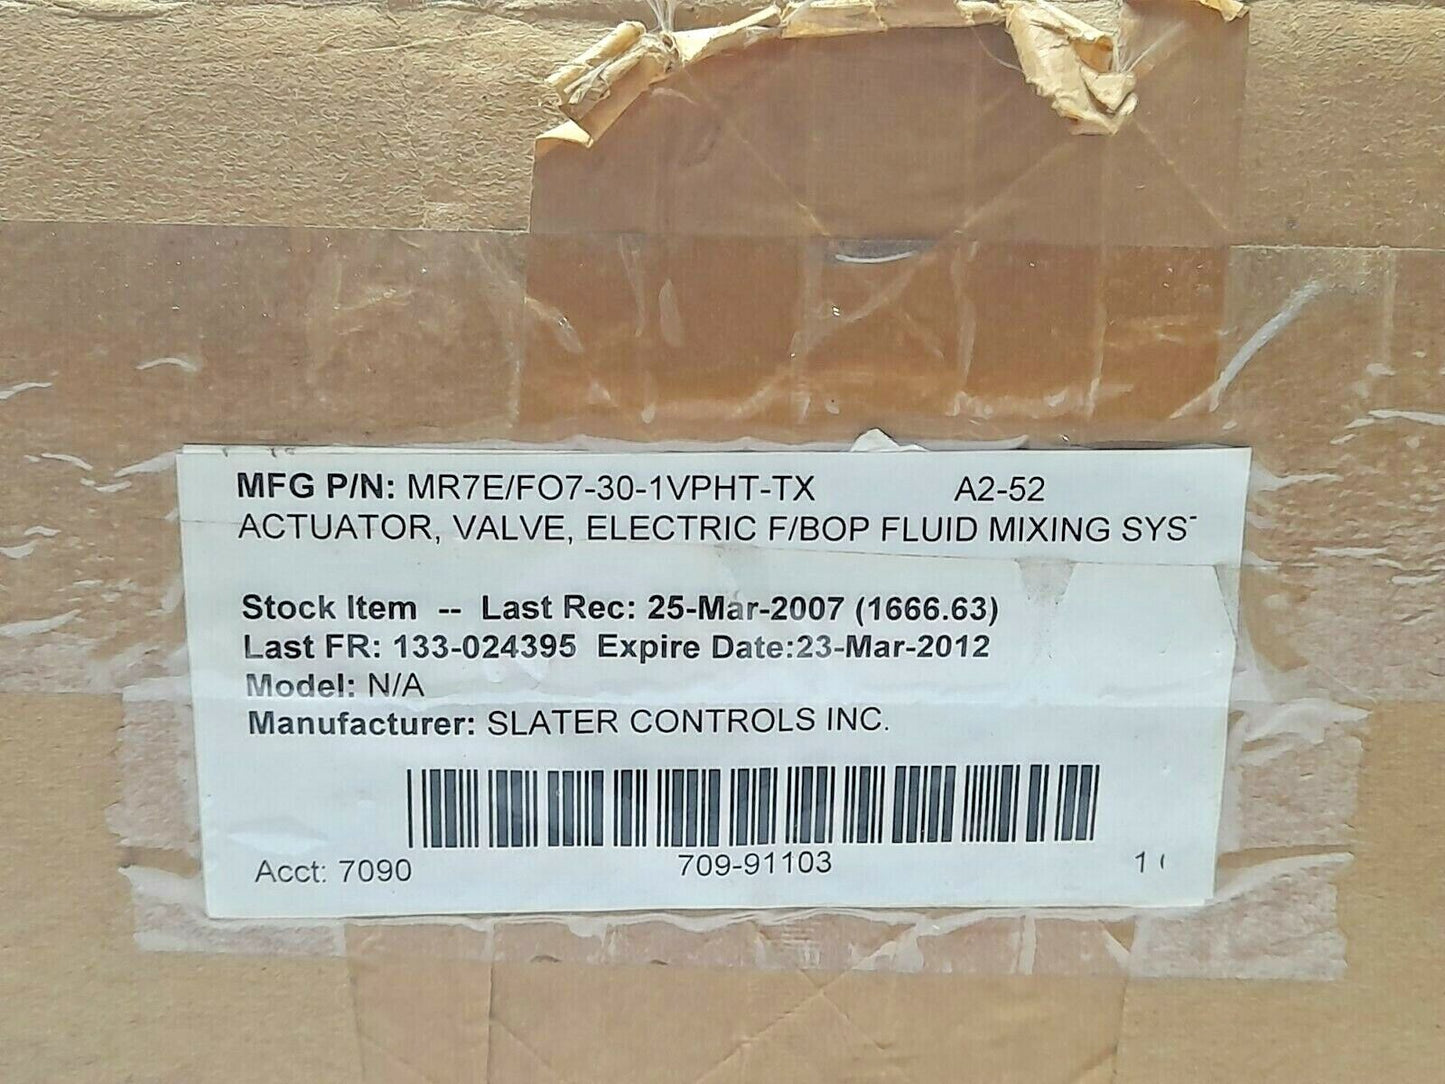 MFG P/N: MR7E/FO7-30-1VPHT-TX A2-52
ACTUATOR, VALVE, ELECTRIC F/BOP FLUID MIXING SYS
Stock Item -- Last Rec: 25-Mar-2007 (1666.63)
Last FR: 133-024395 Expire Date:23-Mar-2012
Model: N/A
Manufacturer: SLATER CONTROLS INC.
Acct: 7090 709-91103 1